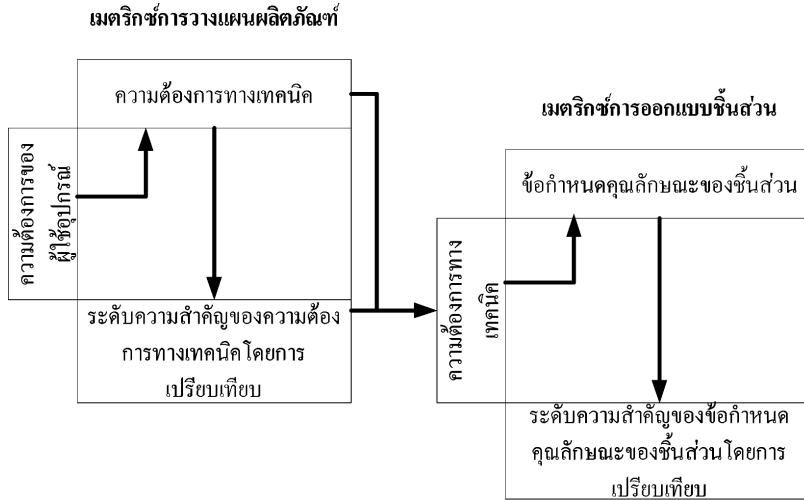 เมตริกซ์การวางแผนผลิตภัณฑ์
ความต้องการทางเทคนิค
ความต้องการของ
ผู้ใช้อุปกรณ์
ระดับความสำคัญของความต้อง
การทางเทคนิคโดยการ
เปรียบเทียบ
เมตริกซ์การออกแบบชิ้นส่วน
ข้อกำหนดคุณลักษณะของชิ้นส่วน
ความต้องการทาง
เทคนิค
ระดับความสำคัญของข้อกำหนด
คุณลักษณะของชิ้นส่วนโดยการ
เปรียบเทียบ